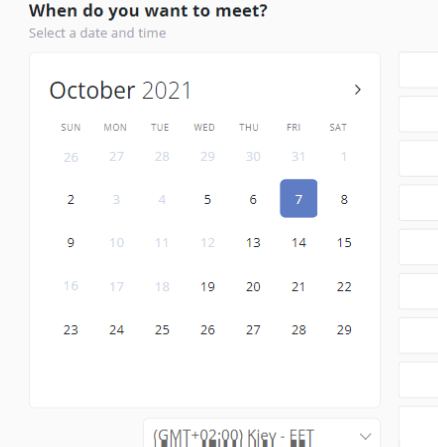 When do you want to meet?
Select a date and time
October 2021
SUN MON TUE WED THU FRI SAT
26 27 28 29 30 31 1
2 3 4 5 6 7 8
9 10 11 12 13 14 15
16 17 18 19 20 21 22
23 24 25 26 27 28 29
(GMT+02:00) Kiev - EET